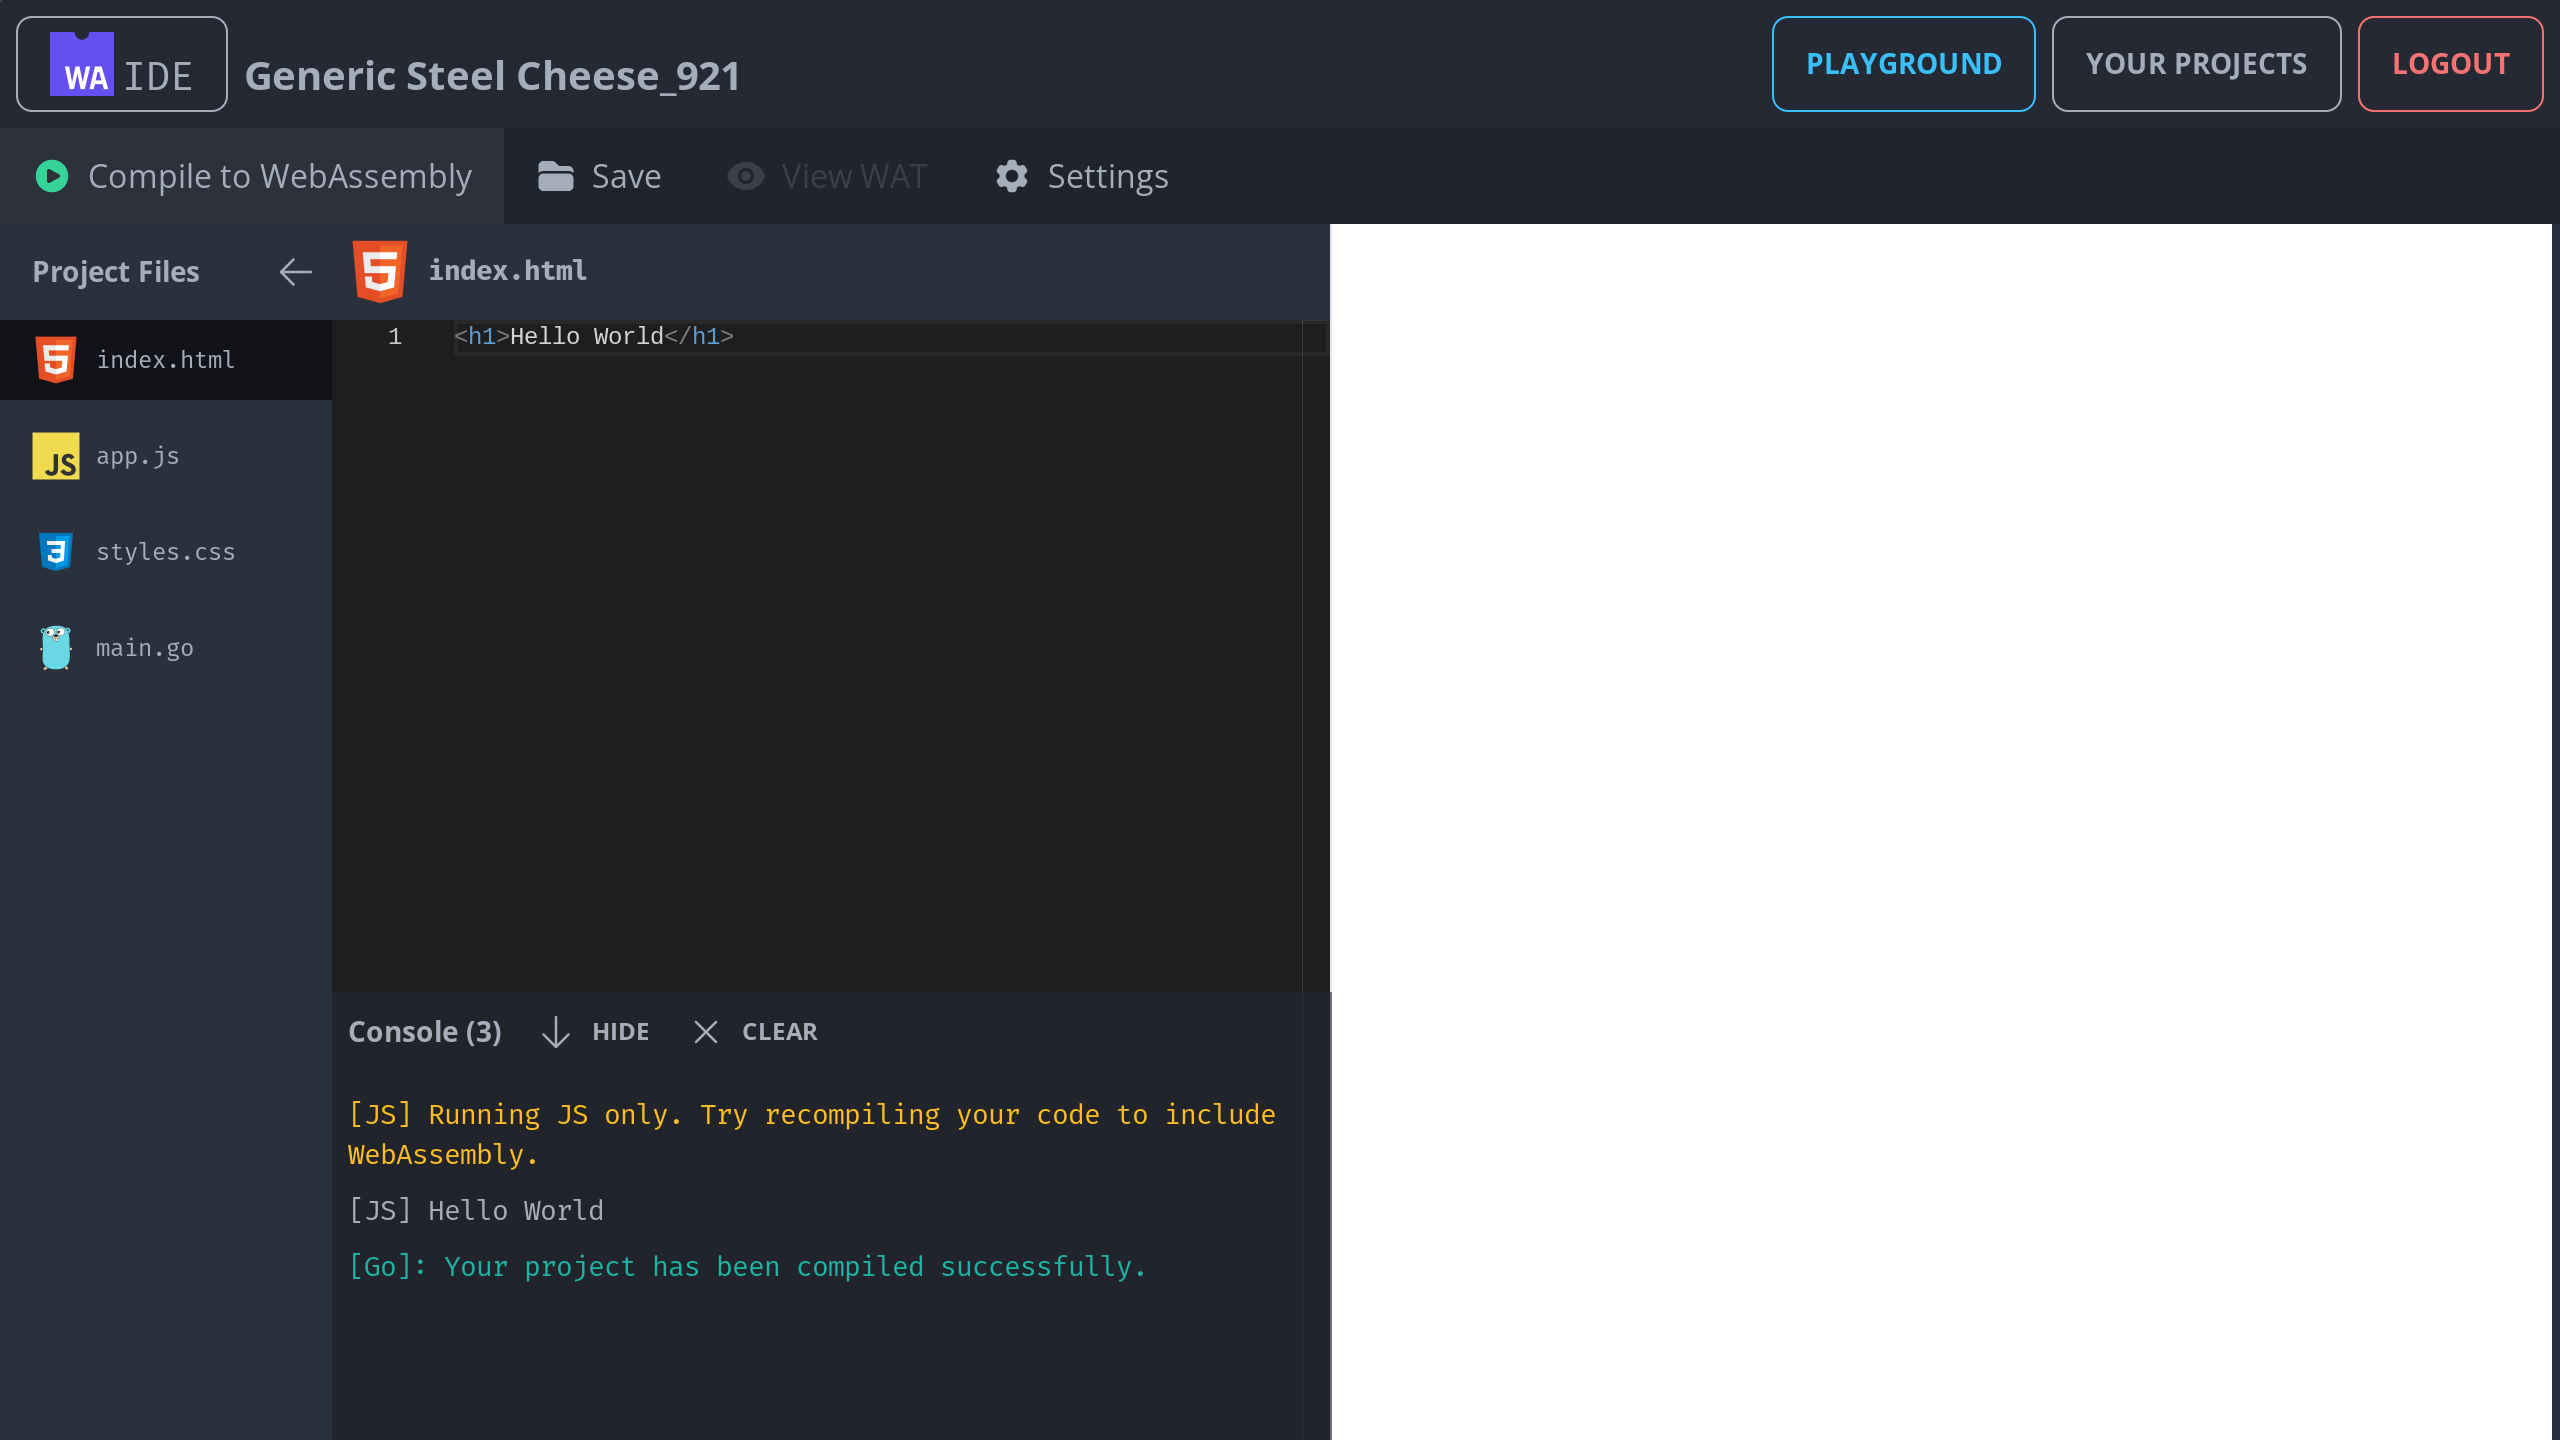 WA IDE
Generic Steel Cheese_921
PLAYGROUND
YOUR PROJECTS
LOGOUT
Compile to WebAssembly
Save
View WAT
Settings
Project Files
index.html
index.html
JS app.js
styles.css
main.go
1 <h1>Hello World</h1>
Console (3)
HIDE
CLEAR
[JS] Running JS only. Try recompiling your code to include
WebAssembly.
[JS] Hello World
[Go]: Your project has been compiled successfully.